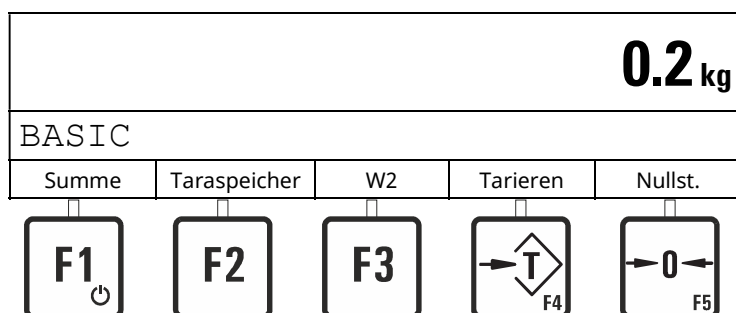 0.2 kg
BASIC
Summe Taraspeicher W2 Tarieren Nullst.
F1 F2 F3 T 0
F4 F5